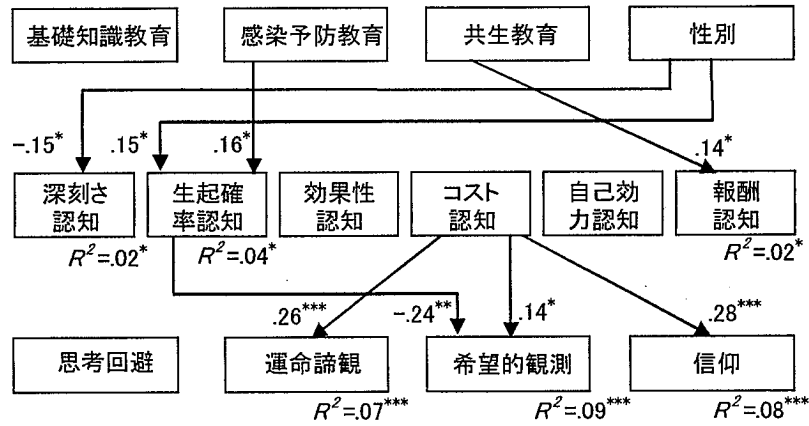 基礎知識教育 感染予防教育 共生教育 性別
-.15* .15* .16* .14*
深刻さ認知 生起確率認知 効果性認知 コスト認知 自己効力認知 報酬認知
R²=.02* R²=.04* R²=.02*
.26*** -.24** .14* .28***
思考回避 運命諦観 希望的観測 信仰
R²=.07*** R²=.09*** R²=.08***